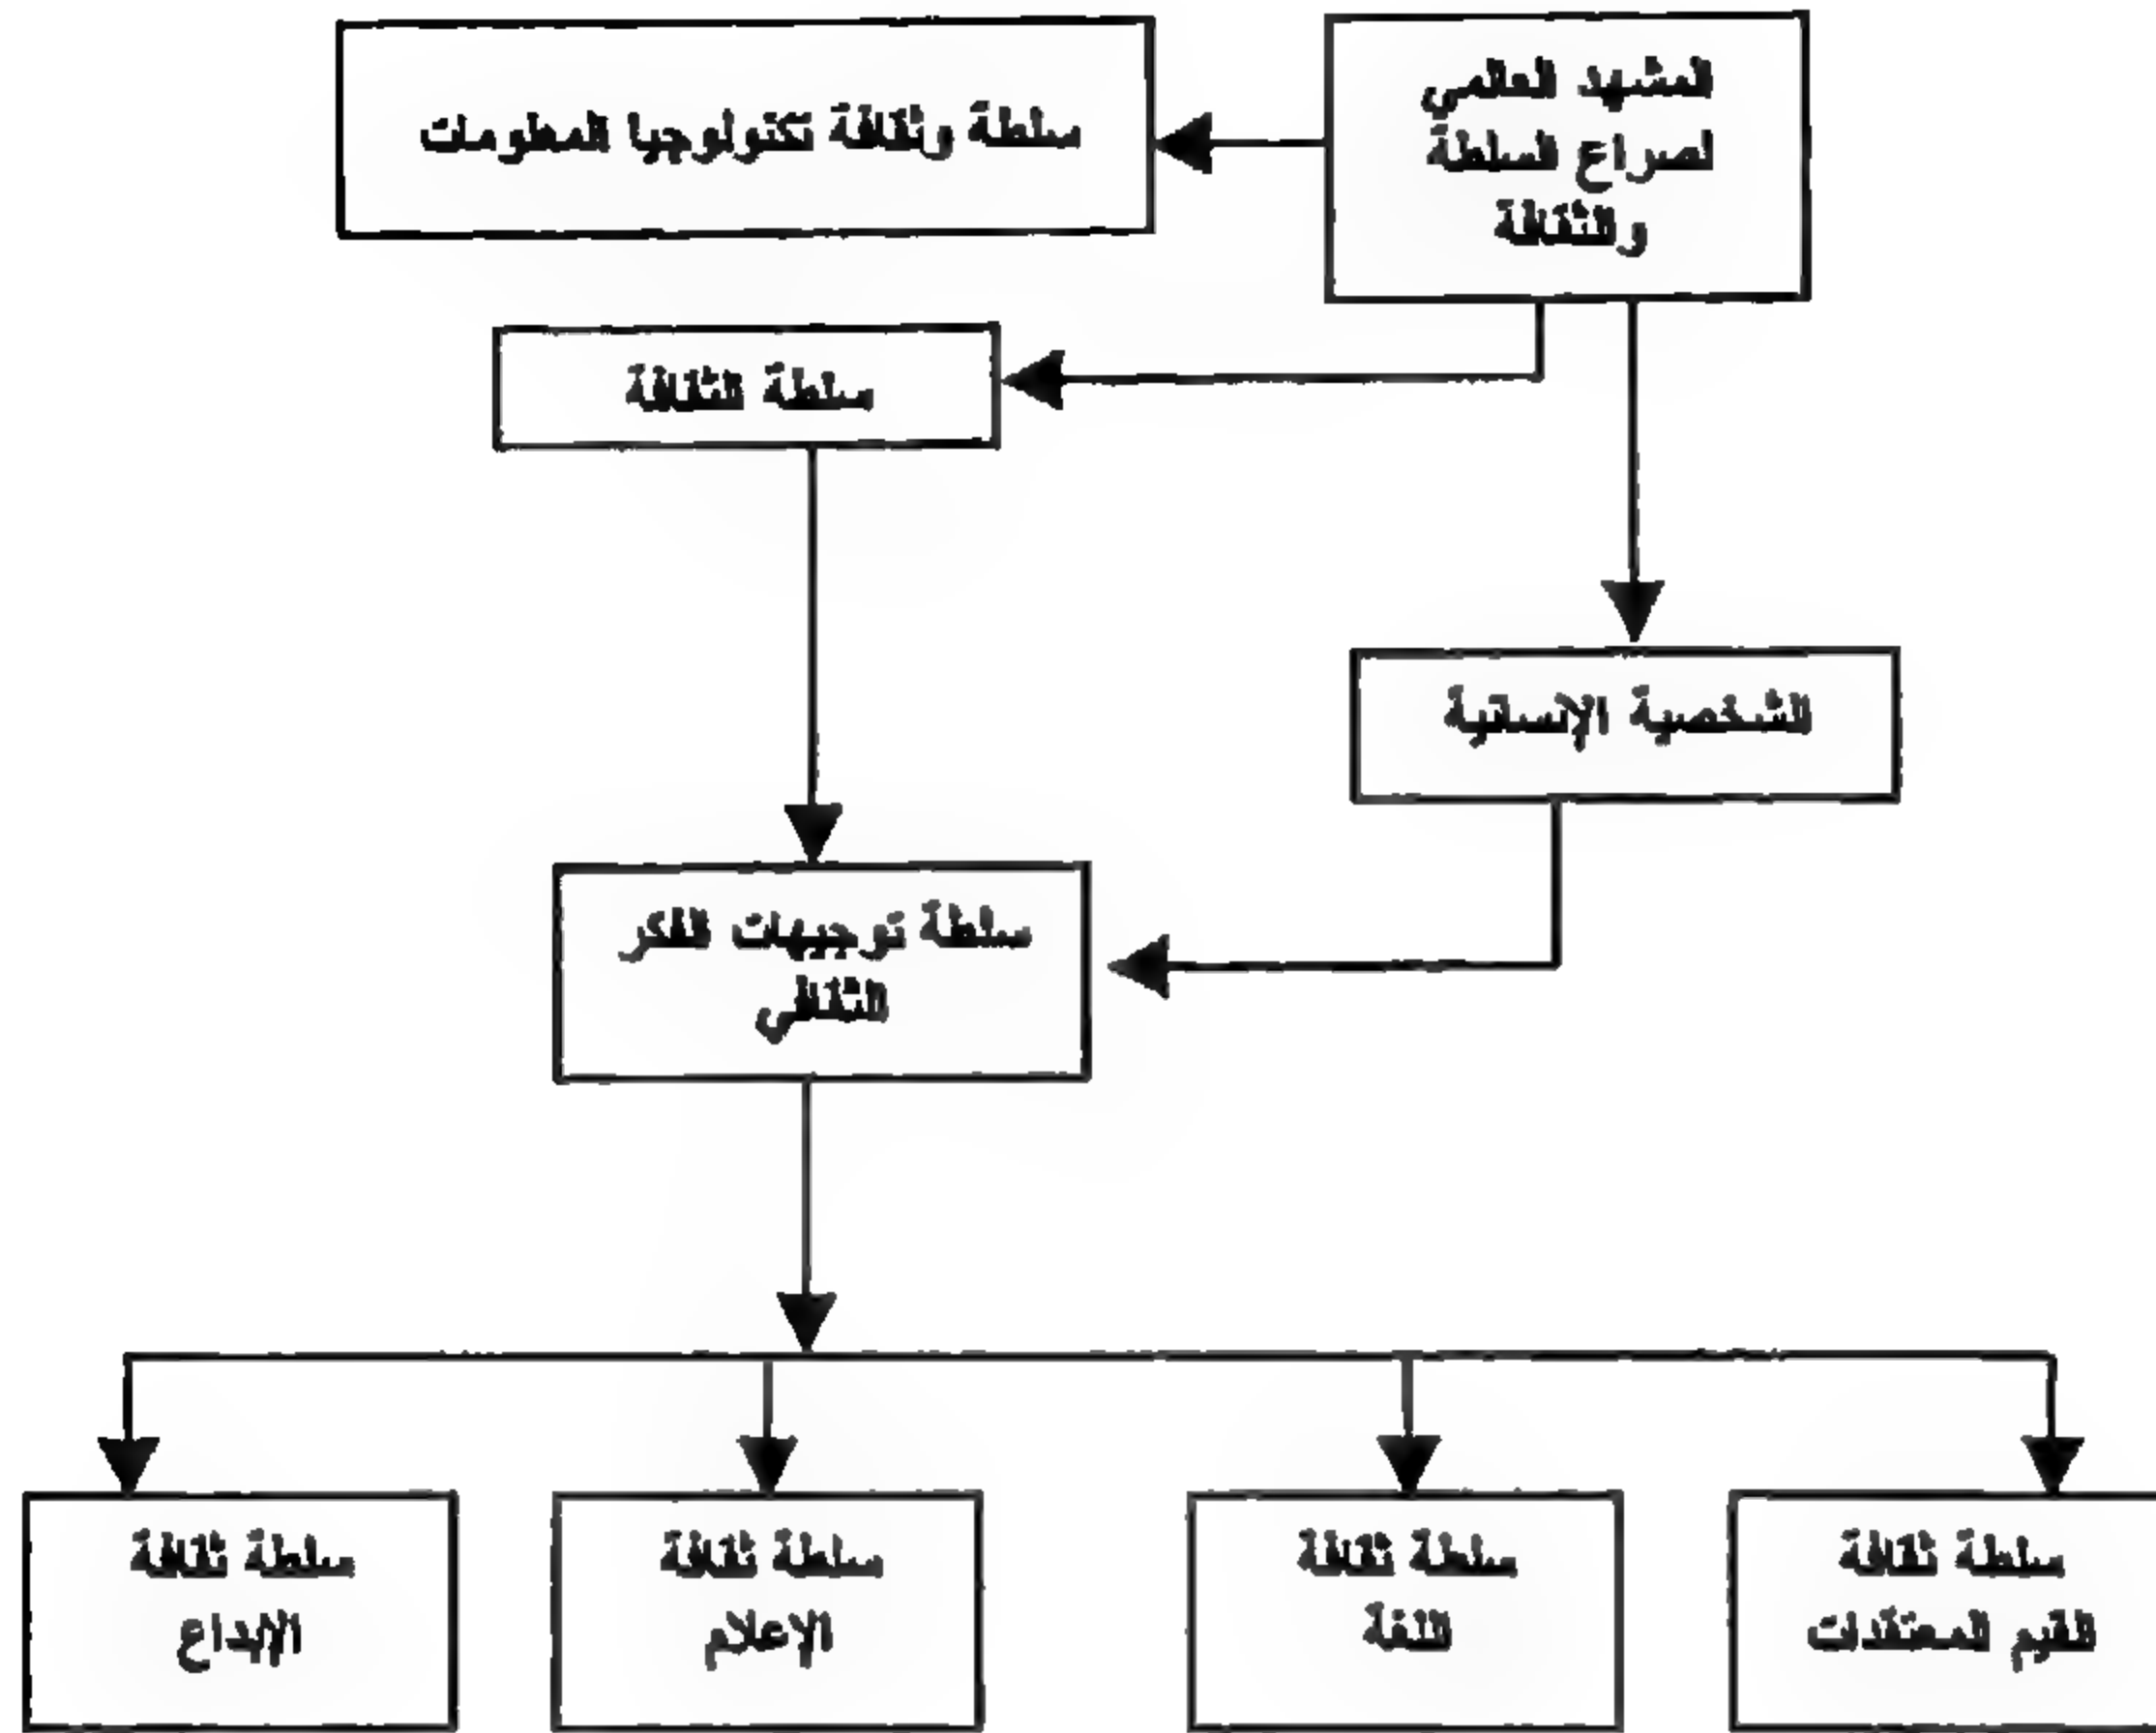 المشهد العالمي
لصراع السلطة
والثقافة
سلطة وثقافة تكنولوجيا المعلومات
سلطة الثقافة
الشخصية الإنسانية
سلطة توجيهات الفكر
الثقافي
سلطة ثقافة
القيم المعتقدات
سلطة ثقافة
اللغة
سلطة ثقافة
الإعلام
سلطة ثقافة
الإبداع